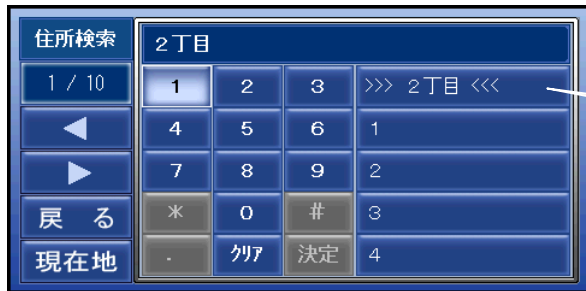 住所検索
2丁目
1 / 10
1 2 3 >>> 2丁目 <<<
◀ 4 5 6 1
▶ 7 8 9 2
戻る * 0 # 3
現在地 . クリア 決定 4